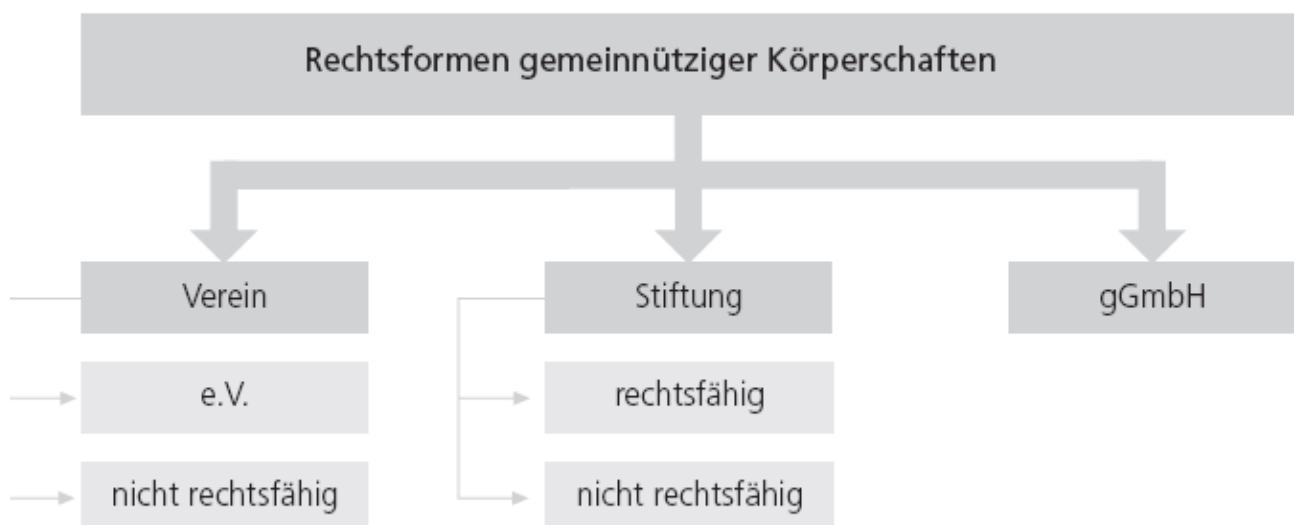 Rechtsformen gemeinnütziger Körperschaften
Verein
Stiftung
gGmbH
e.V.
rechtsfähig
nicht rechtsfähig
nicht rechtsfähig